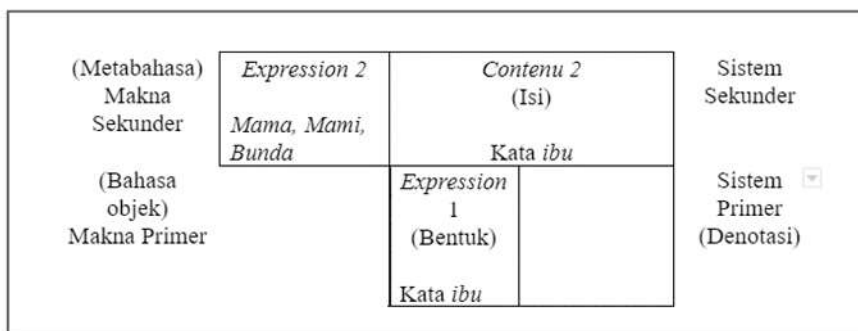 (Metabahasa)
Makna
Sekunder
Expression 2
Mama, Mami,
Bunda
Contenu 2
(Isi)
Kata ibu
Sistem
Sekunder
(Bahasa
objek)
Makna Primer
Expression
1
(Bentuk)
Kata ibu
Sistem
Primer
(Denotasi)